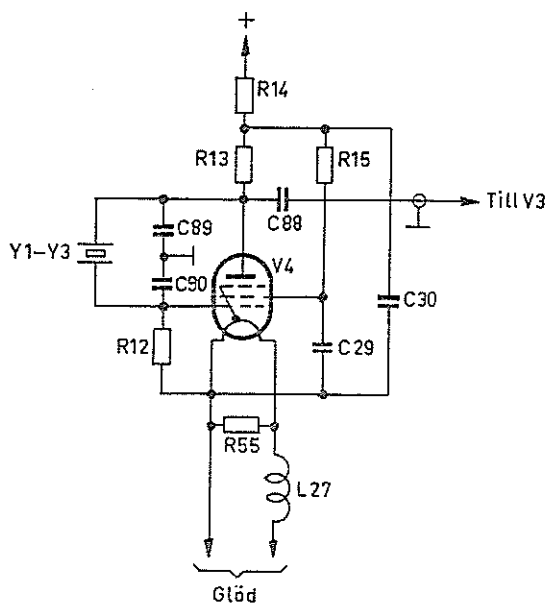 +
R14
R13
R15
C89
C88
Till V3
Y1–Y3
C90
V4
C30
R12
C29
R55
L27
Glöd